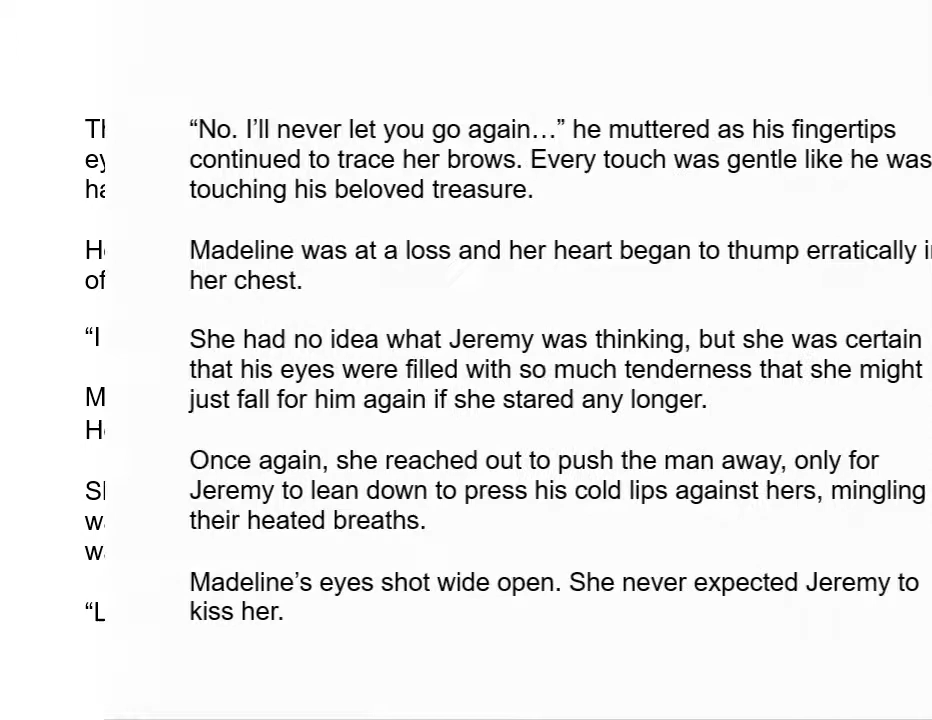 “No. I’ll never let you go again…” he muttered as his fingertips
continued to trace her brows. Every touch was gentle like he was
touching his beloved treasure.
Madeline was at a loss and her heart began to thump erratically
her chest.
She had no idea what Jeremy was thinking, but she was certain
that his eyes were filled with so much tenderness that she might
just fall for him again if she stared any longer.
Once again, she reached out to push the man away, only for
Jeremy to lean down to press his cold lips against hers, mingling
their heated breaths.
Madeline’s eyes shot wide open. She never expected Jeremy to
kiss her.